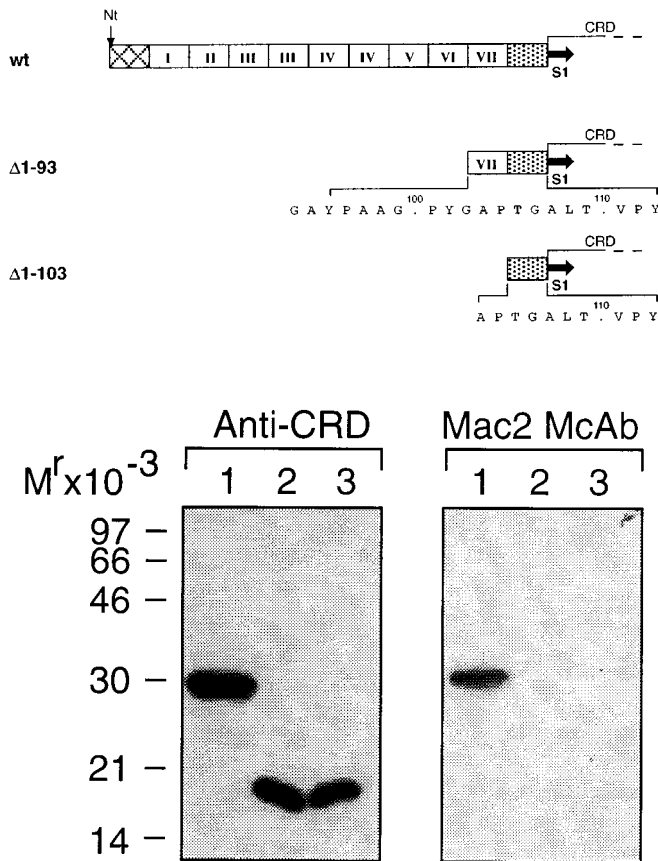 Nt
CRD
wt I II III III IV IV V VI VII
S1
CRD
Δ1-93 VII
S1
100 110
G A Y P A A G . P Y G A P T G A L T . V P Y
CRD
Δ1-103
S1
110
A P T G A L T . V P Y
Anti-CRD Mac2 McAb
Mrx10-3 1 2 3 1 2 3
97
66
46
30
21
14